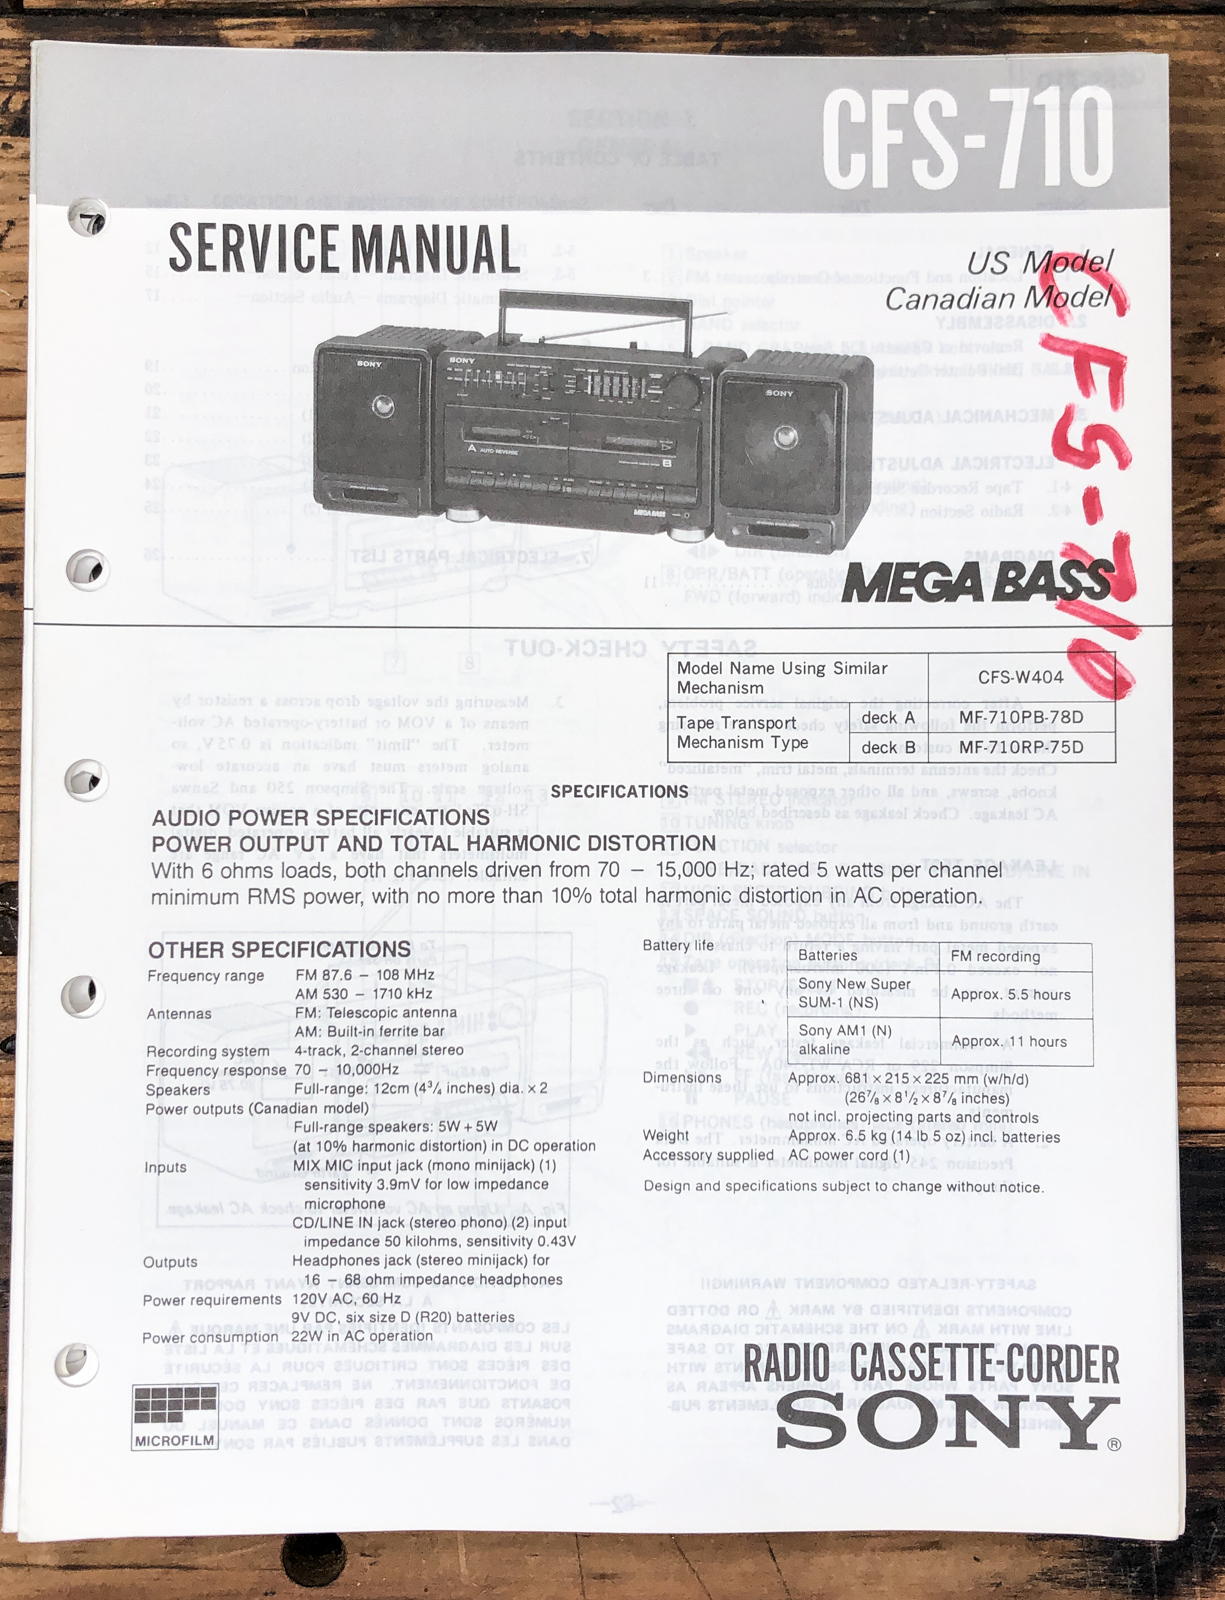 CFS-710
SERVICE MANUAL
US Model
Canadian Model
CFS-710
SONY
SONY
SONY
A AUTO REVERSE
B
MEGA BASS
MEGA BASS
Model Name Using Similar Mechanism CFS-W404
Tape Transport Mechanism Type deck A MF-710PB-78D
deck B MF-710RP-75D
SPECIFICATIONS
AUDIO POWER SPECIFICATIONS
POWER OUTPUT AND TOTAL HARMONIC DISTORTION
With 6 ohms loads, both channels driven from 70 – 15,000 Hz; rated 5 watts per channel
minimum RMS power, with no more than 10% total harmonic distortion in AC operation.
OTHER SPECIFICATIONS
Frequency range FM 87.6 – 108 MHz
AM 530 – 1710 kHz
Antennas FM: Telescopic antenna
AM: Built-in ferrite bar
Recording system 4-track, 2-channel stereo
Frequency response 70 – 10,000Hz
Speakers Full-range: 12cm (4¾ inches) dia. × 2
Power outputs (Canadian model)
Full-range speakers: 5W + 5W
(at 10% harmonic distortion) in DC operation
Inputs MIX MIC input jack (mono minijack) (1)
sensitivity 3.9mV for low impedance
microphone
CD/LINE IN jack (stereo phono) (2) input
impedance 50 kilohms, sensitivity 0.43V
Outputs Headphones jack (stereo minijack) for
16 – 68 ohm impedance headphones
Power requirements 120V AC, 60 Hz
9V DC, six size D (R20) batteries
Power consumption 22W in AC operation
Battery life
Batteries FM recording
Sony New Super SUM-1 (NS) Approx. 5.5 hours
Sony AM1 (N) alkaline Approx. 11 hours
Dimensions Approx. 681 × 215 × 225 mm (w/h/d)
(26⅞ × 8½ × 8⅞ inches)
not incl. projecting parts and controls
Weight Approx. 6.5 kg (14 lb 5 oz) incl. batteries
Accessory supplied AC power cord (1)
Design and specifications subject to change without notice.
MICROFILM
RADIO CASSETTE-CORDER
SONY®